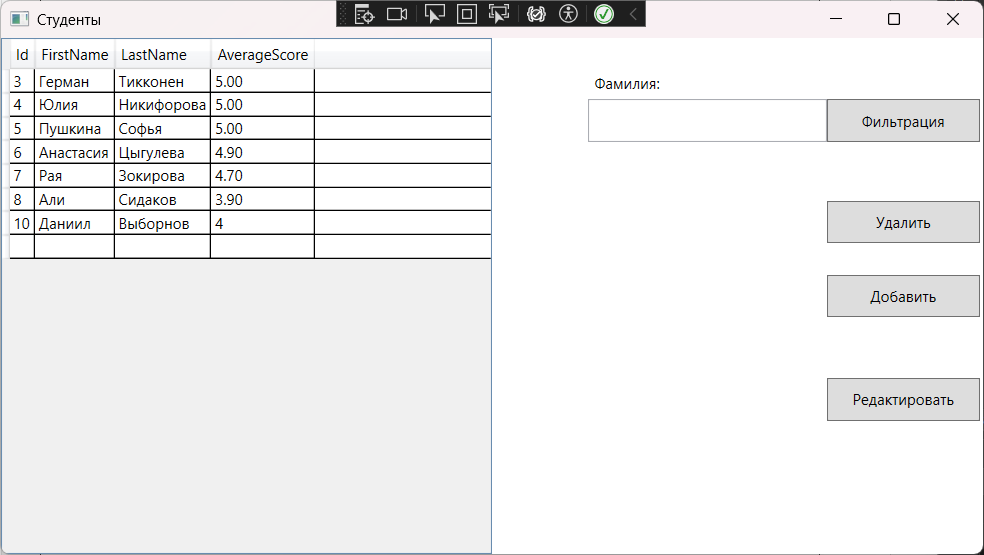 Студенты
Id FirstName LastName AverageScore
3 Герман Тикконен 5.00
4 Юлия Никифорова 5.00
5 Пушкина Софья 5.00
6 Анастасия Цыгулева 4.90
7 Рая Зокирова 4.70
8 Али Сидаков 3.90
10 Даниил Выборнов 4
Фамилия:
Фильтрация
Удалить
Добавить
Редактировать